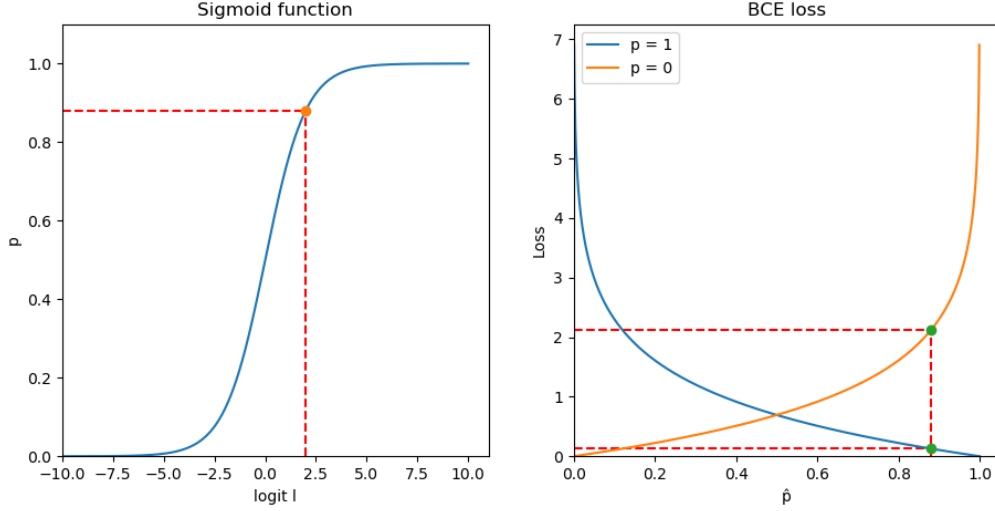 Sigmoid function
1.0
0.8
0.6
0.4
0.2
0.0
p
−10.0 −7.5 −5.0 −2.5 0.0 2.5 5.0 7.5 10.0
logit l
BCE loss
p = 1
p = 0
7
6
5
4
3
2
1
0
Loss
0.0 0.2 0.4 0.6 0.8 1.0
p̂